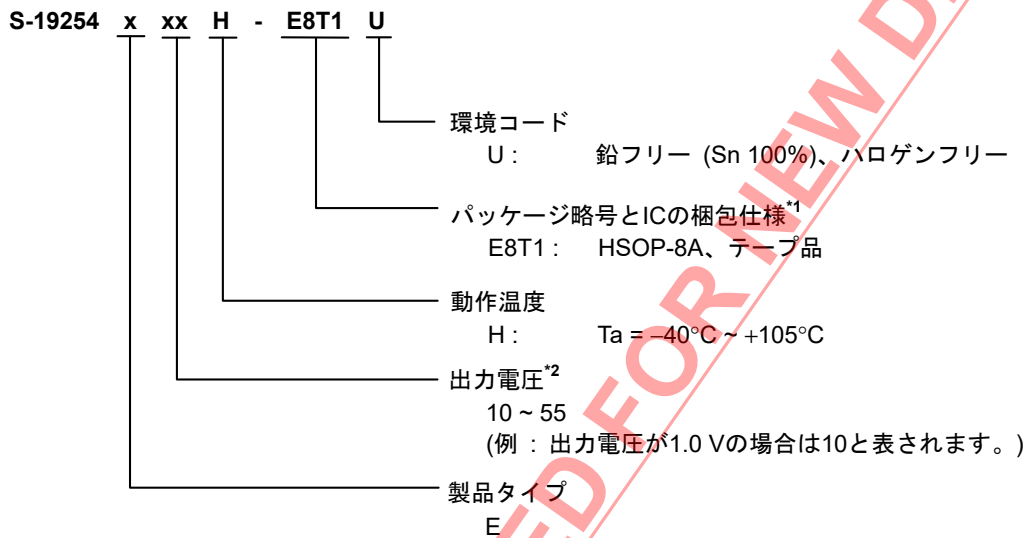 S-19254 x xx H - E8T1 U
環境コード
U : 鉛フリー (Sn 100%)、ハロゲンフリー
パッケージ略号とICの梱包仕様*1
E8T1 : HSOP-8A、テープ品
動作温度
H : Ta = −40°C ~ +105°C
出力電圧*2
10 ~ 55
(例 : 出力電圧が1.0 Vの場合は10と表されます。)
製品タイプ
E
ED FOR NEW D